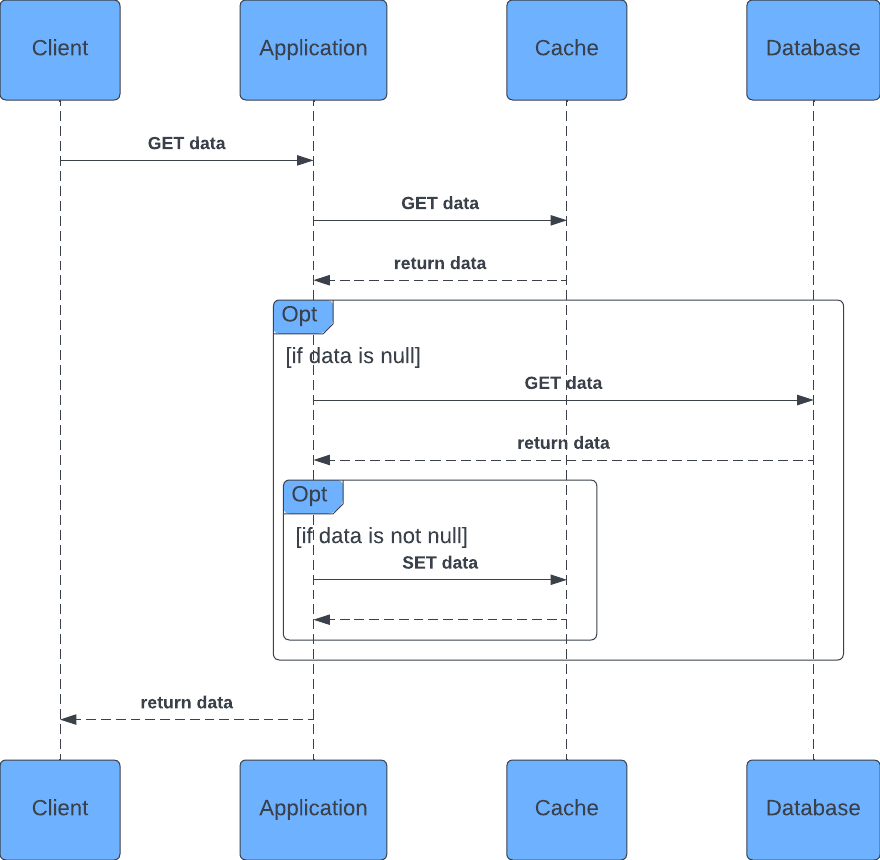 Client
Application
Cache
Database
GET data
GET data
return data
Opt
[if data is null]
GET data
return data
Opt
[if data is not null]
SET data
return data
Client
Application
Cache
Database